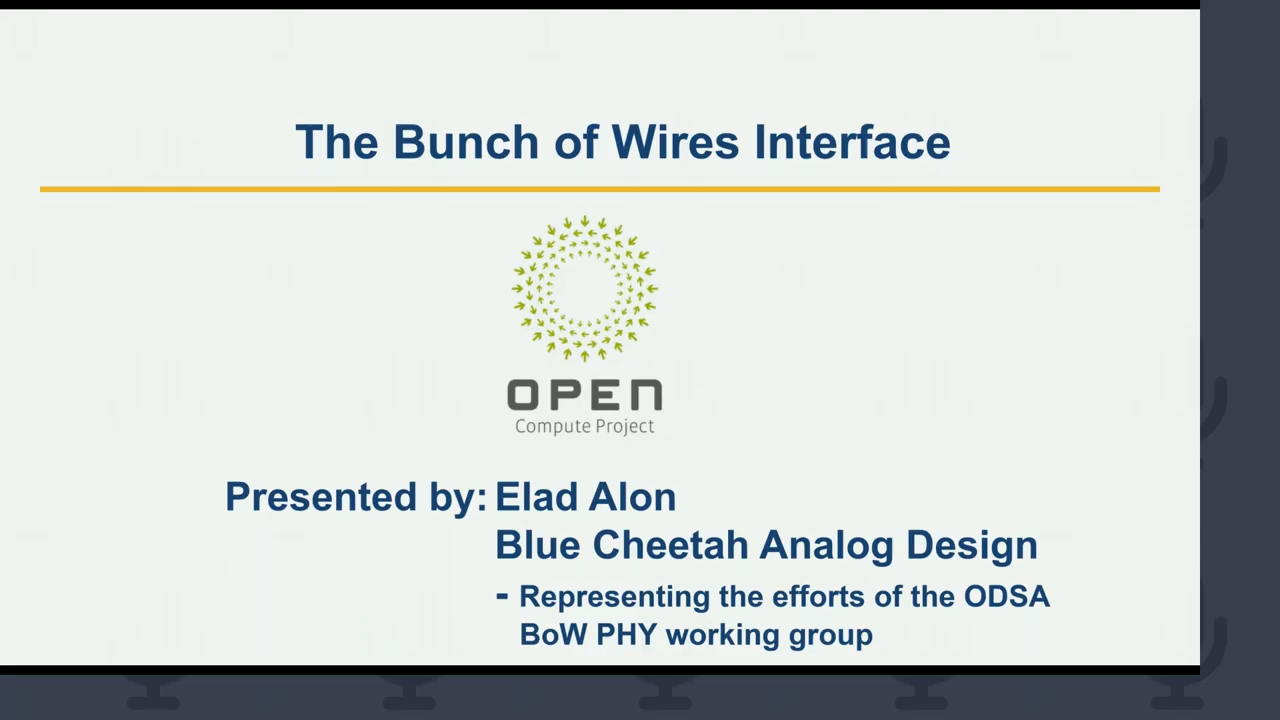 The Bunch of Wires Interface
OPEN
Compute Project
Presented by: Elad Alon
Blue Cheetah Analog Design
- Representing the efforts of the ODSA
BoW PHY working group